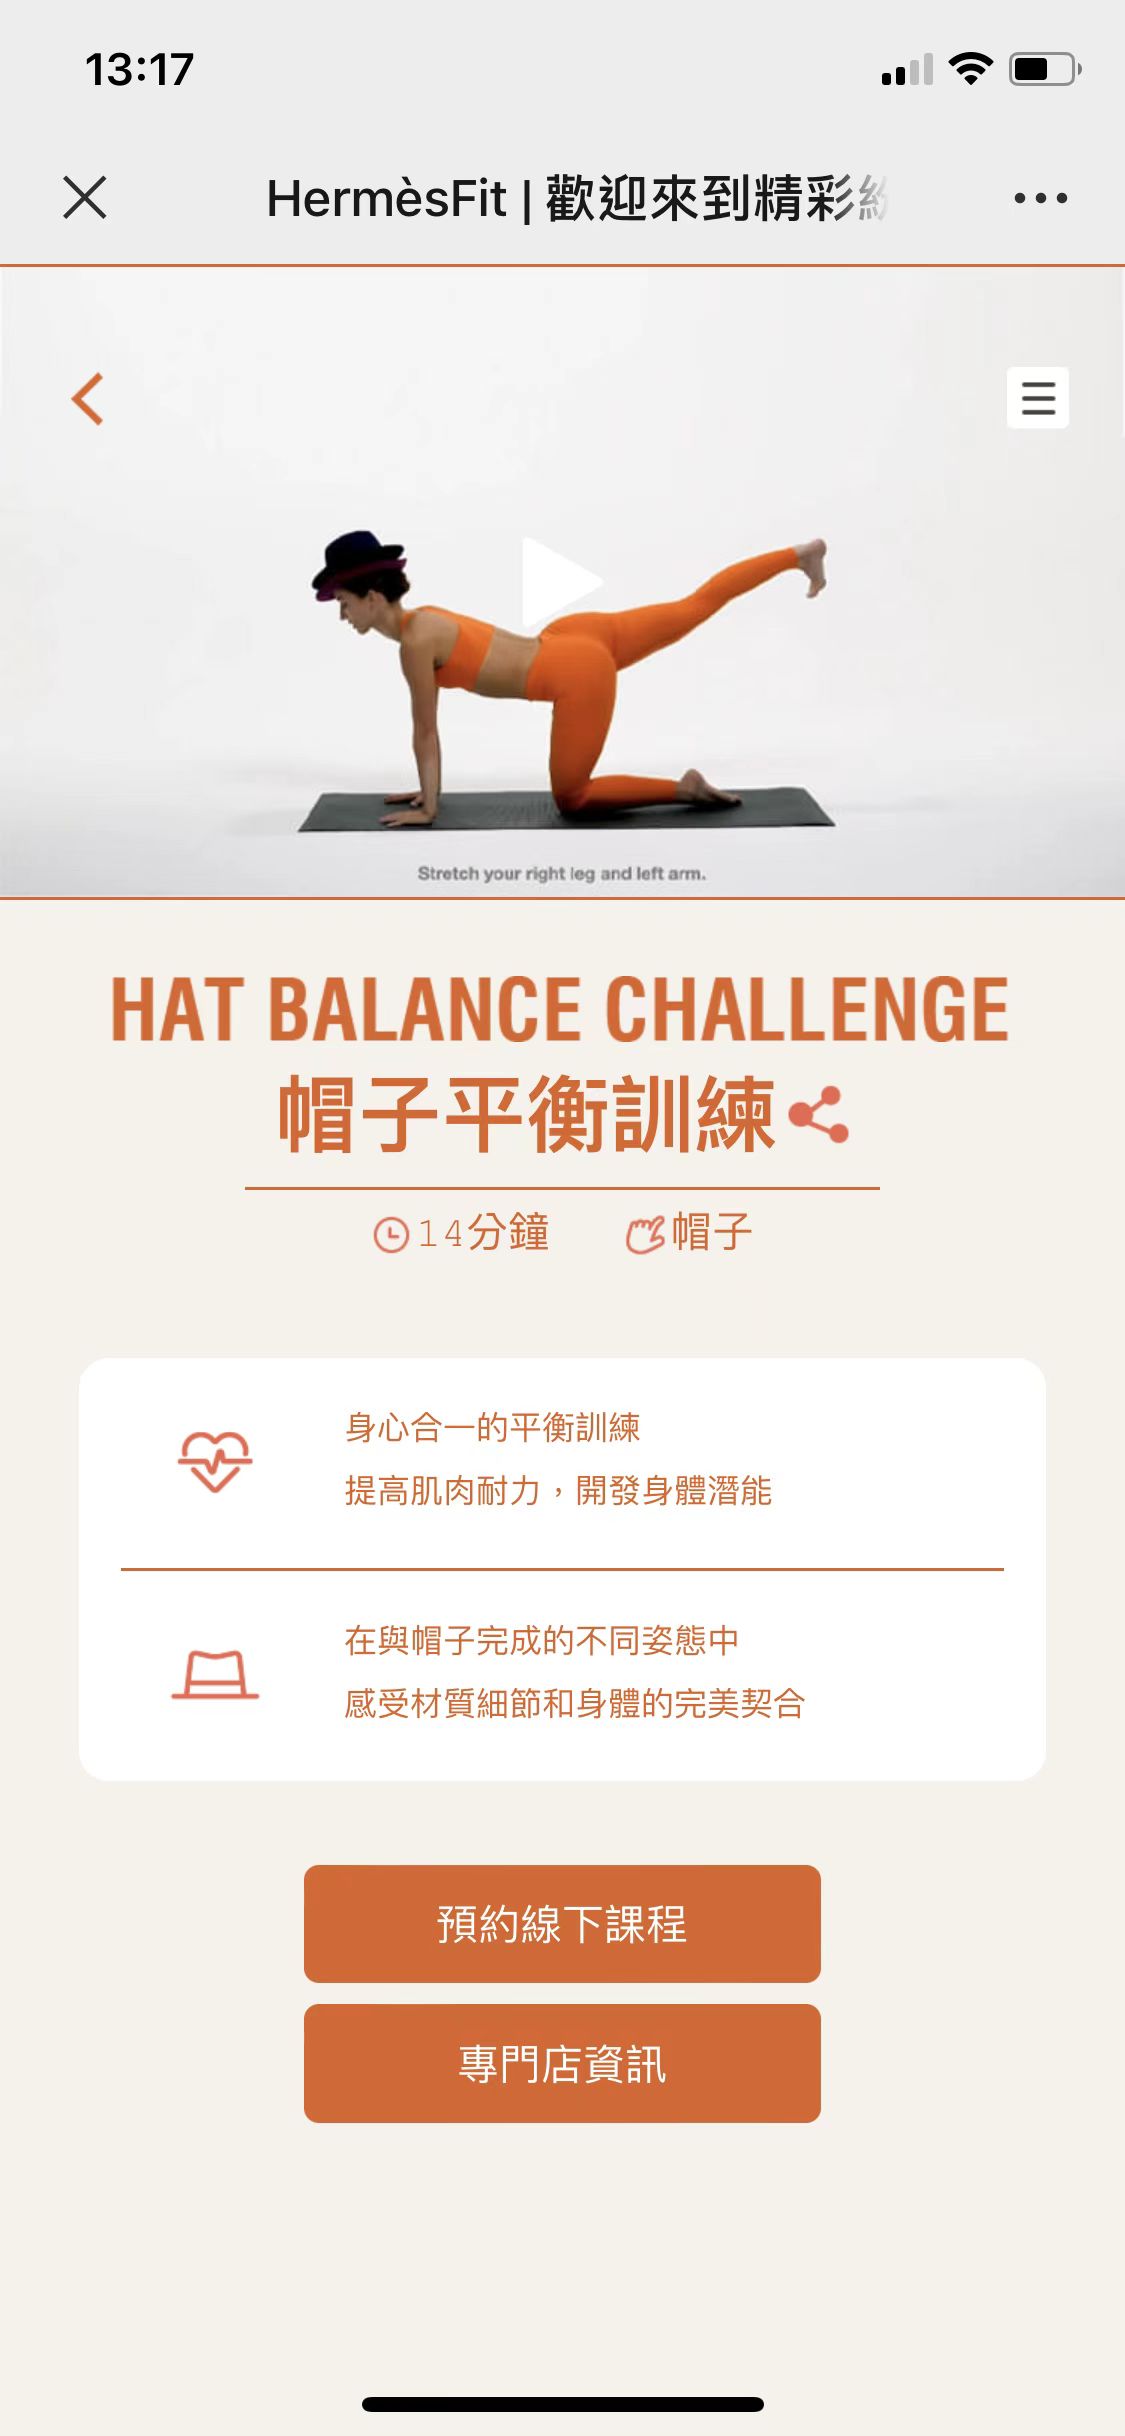 13:17
HermèsFit | 歡迎來到精彩
Stretch your right leg and left arm.
HAT BALANCE CHALLENGE
帽子平衡訓練
14分鐘 帽子
身心合一的平衡訓練
提高肌肉耐力，開發身體潛能
在與帽子完成的不同姿態中
感受材質細節和身體的完美契合
預約線下課程
專門店資訊